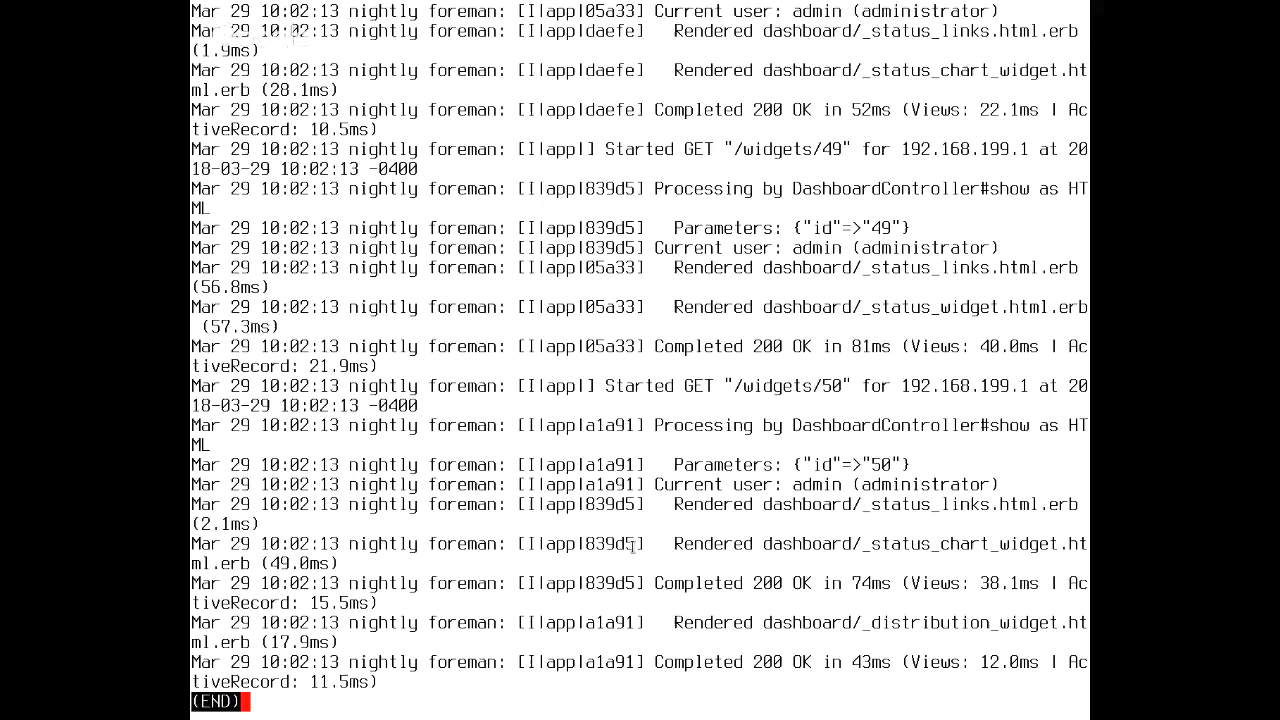 Mar 29 10:02:13 nightly foreman: [I|app|05a33] Current user: admin (administrator)
Mar 29 10:02:13 nightly foreman: [I|app|daefe]   Rendered dashboard/_status_links.html.erb
(1.9ms)
Mar 29 10:02:13 nightly foreman: [I|app|daefe]   Rendered dashboard/_status_chart_widget.ht
ml.erb (28.1ms)
Mar 29 10:02:13 nightly foreman: [I|app|daefe] Completed 200 OK in 52ms (Views: 22.1ms | Ac
tiveRecord: 10.5ms)
Mar 29 10:02:13 nightly foreman: [I|app|] Started GET "/widgets/49" for 192.168.199.1 at 20
18-03-29 10:02:13 -0400
Mar 29 10:02:13 nightly foreman: [I|app|839d5] Processing by DashboardController#show as HT
ML
Mar 29 10:02:13 nightly foreman: [I|app|839d5]   Parameters: {"id"=>"49"}
Mar 29 10:02:13 nightly foreman: [I|app|839d5] Current user: admin (administrator)
Mar 29 10:02:13 nightly foreman: [I|app|05a33]   Rendered dashboard/_status_links.html.erb
(56.8ms)
Mar 29 10:02:13 nightly foreman: [I|app|05a33]   Rendered dashboard/_status_widget.html.erb
 (57.3ms)
Mar 29 10:02:13 nightly foreman: [I|app|05a33] Completed 200 OK in 81ms (Views: 40.0ms | Ac
tiveRecord: 21.9ms)
Mar 29 10:02:13 nightly foreman: [I|app|] Started GET "/widgets/50" for 192.168.199.1 at 20
18-03-29 10:02:13 -0400
Mar 29 10:02:13 nightly foreman: [I|app|a1a91] Processing by DashboardController#show as HT
ML
Mar 29 10:02:13 nightly foreman: [I|app|a1a91]   Parameters: {"id"=>"50"}
Mar 29 10:02:13 nightly foreman: [I|app|a1a91] Current user: admin (administrator)
Mar 29 10:02:13 nightly foreman: [I|app|839d5]   Rendered dashboard/_status_links.html.erb
(2.1ms)
Mar 29 10:02:13 nightly foreman: [I|app|839d5]   Rendered dashboard/_status_chart_widget.ht
ml.erb (49.0ms)
Mar 29 10:02:13 nightly foreman: [I|app|839d5] Completed 200 OK in 74ms (Views: 38.1ms | Ac
tiveRecord: 15.5ms)
Mar 29 10:02:13 nightly foreman: [I|app|a1a91]   Rendered dashboard/_distribution_widget.ht
ml.erb (17.9ms)
Mar 29 10:02:13 nightly foreman: [I|app|a1a91] Completed 200 OK in 43ms (Views: 12.0ms | Ac
tiveRecord: 11.5ms)
(END)